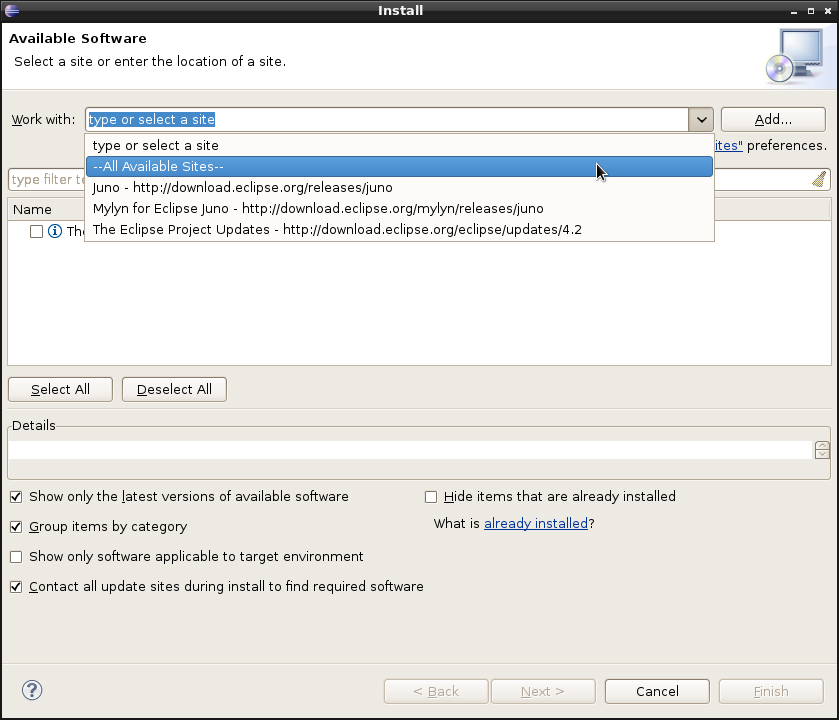 Install
Available Software
Select a site or enter the location of a site.
Work with: type or select a site Add...
type or select a site
--All Available Sites--
Juno - http://download.eclipse.org/releases/juno
Mylyn for Eclipse Juno - http://download.eclipse.org/mylyn/releases/juno
The Eclipse Project Updates - http://download.eclipse.org/eclipse/updates/4.2
ites" preferences.
type filter te
Name
The
Select All Deselect All
Details
Show only the latest versions of available software
Hide items that are already installed
Group items by category
What is already installed?
Show only software applicable to target environment
Contact all update sites during install to find required software
? < Back Next > Cancel Finish